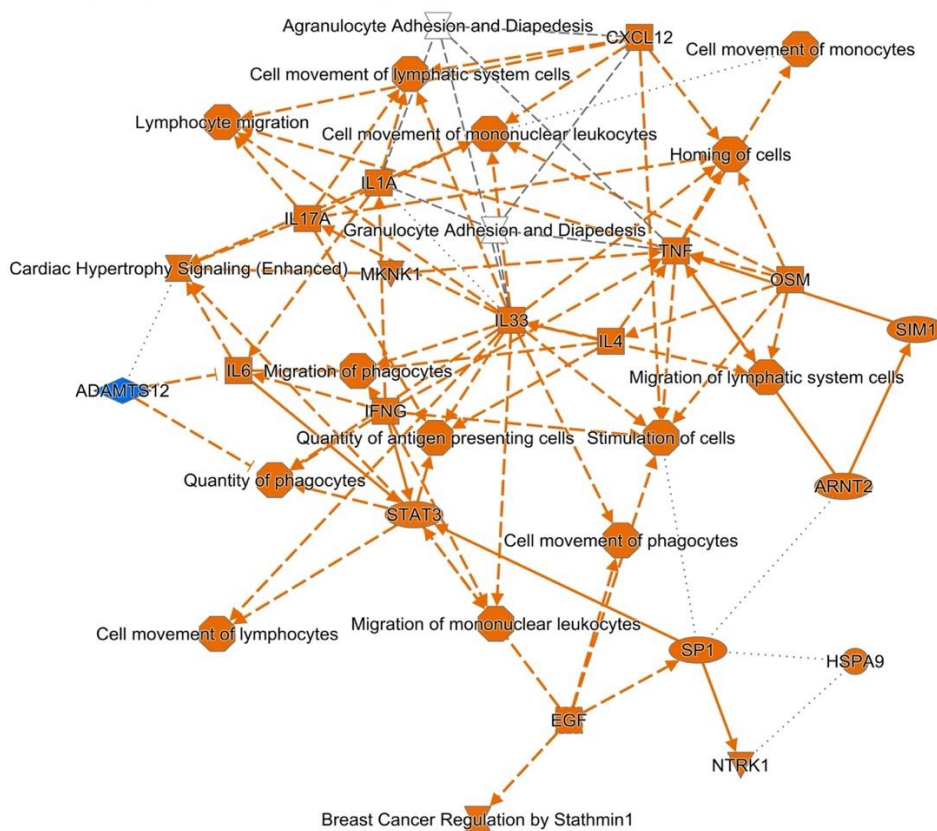 Agranulocyte Adhesion and Diapedesis
CXCL12
Cell movement of monocytes
Cell movement of lymphatic system cells
Lymphocyte migration
Cell movement of mononuclear leukocytes
Homing of cells
IL1A
IL17A
Granulocyte Adhesion and Diapedesis
TNF
Cardiac Hypertrophy Signaling (Enhanced)
MKNK1
OSM
IL33
SIM1
IL4
IL6
Migration of phagocytes
Migration of lymphatic system cells
ADAMTS12
IFNG
Quantity of antigen presenting cells
Stimulation of cells
Quantity of phagocytes
ARNT2
STAT3
Cell movement of phagocytes
Cell movement of lymphocytes
Migration of mononuclear leukocytes
SP1
HSPA9
EGF
NTRK1
Breast Cancer Regulation by Stathmin1